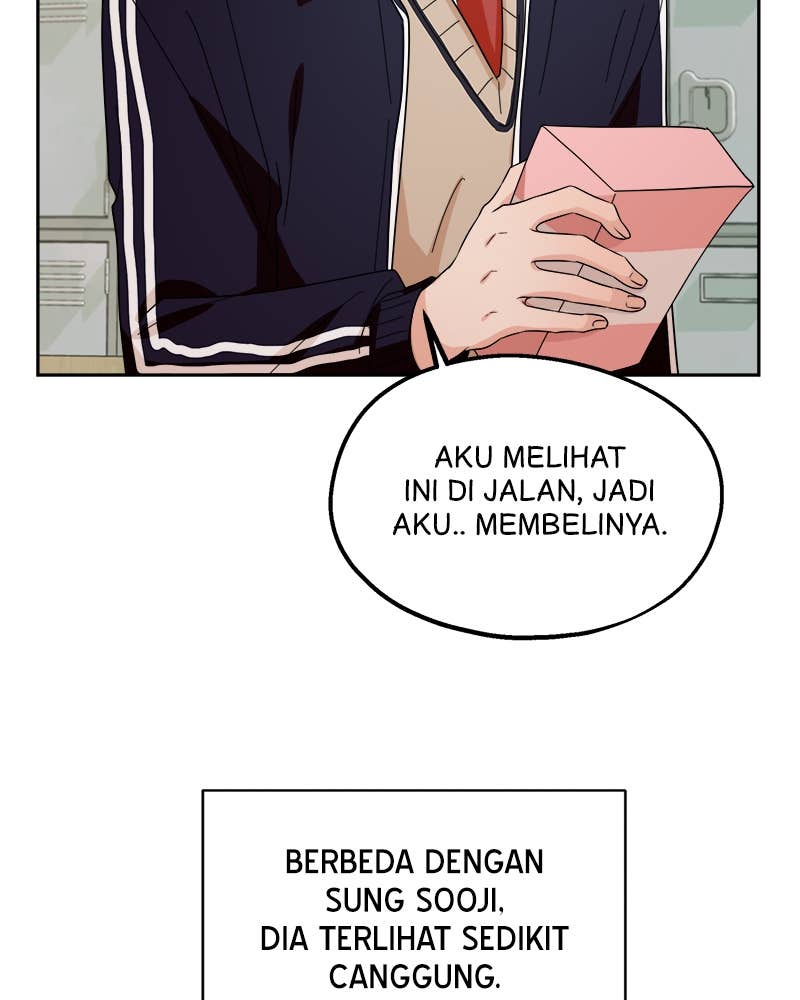 AKU MELIHAT
INI DI JALAN, JADI
AKU.. MEMBELINYA.
BERBEDA DENGAN
SUNG SOOJI,
DIA TERLIHAT SEDIKIT
CANGGUNG.